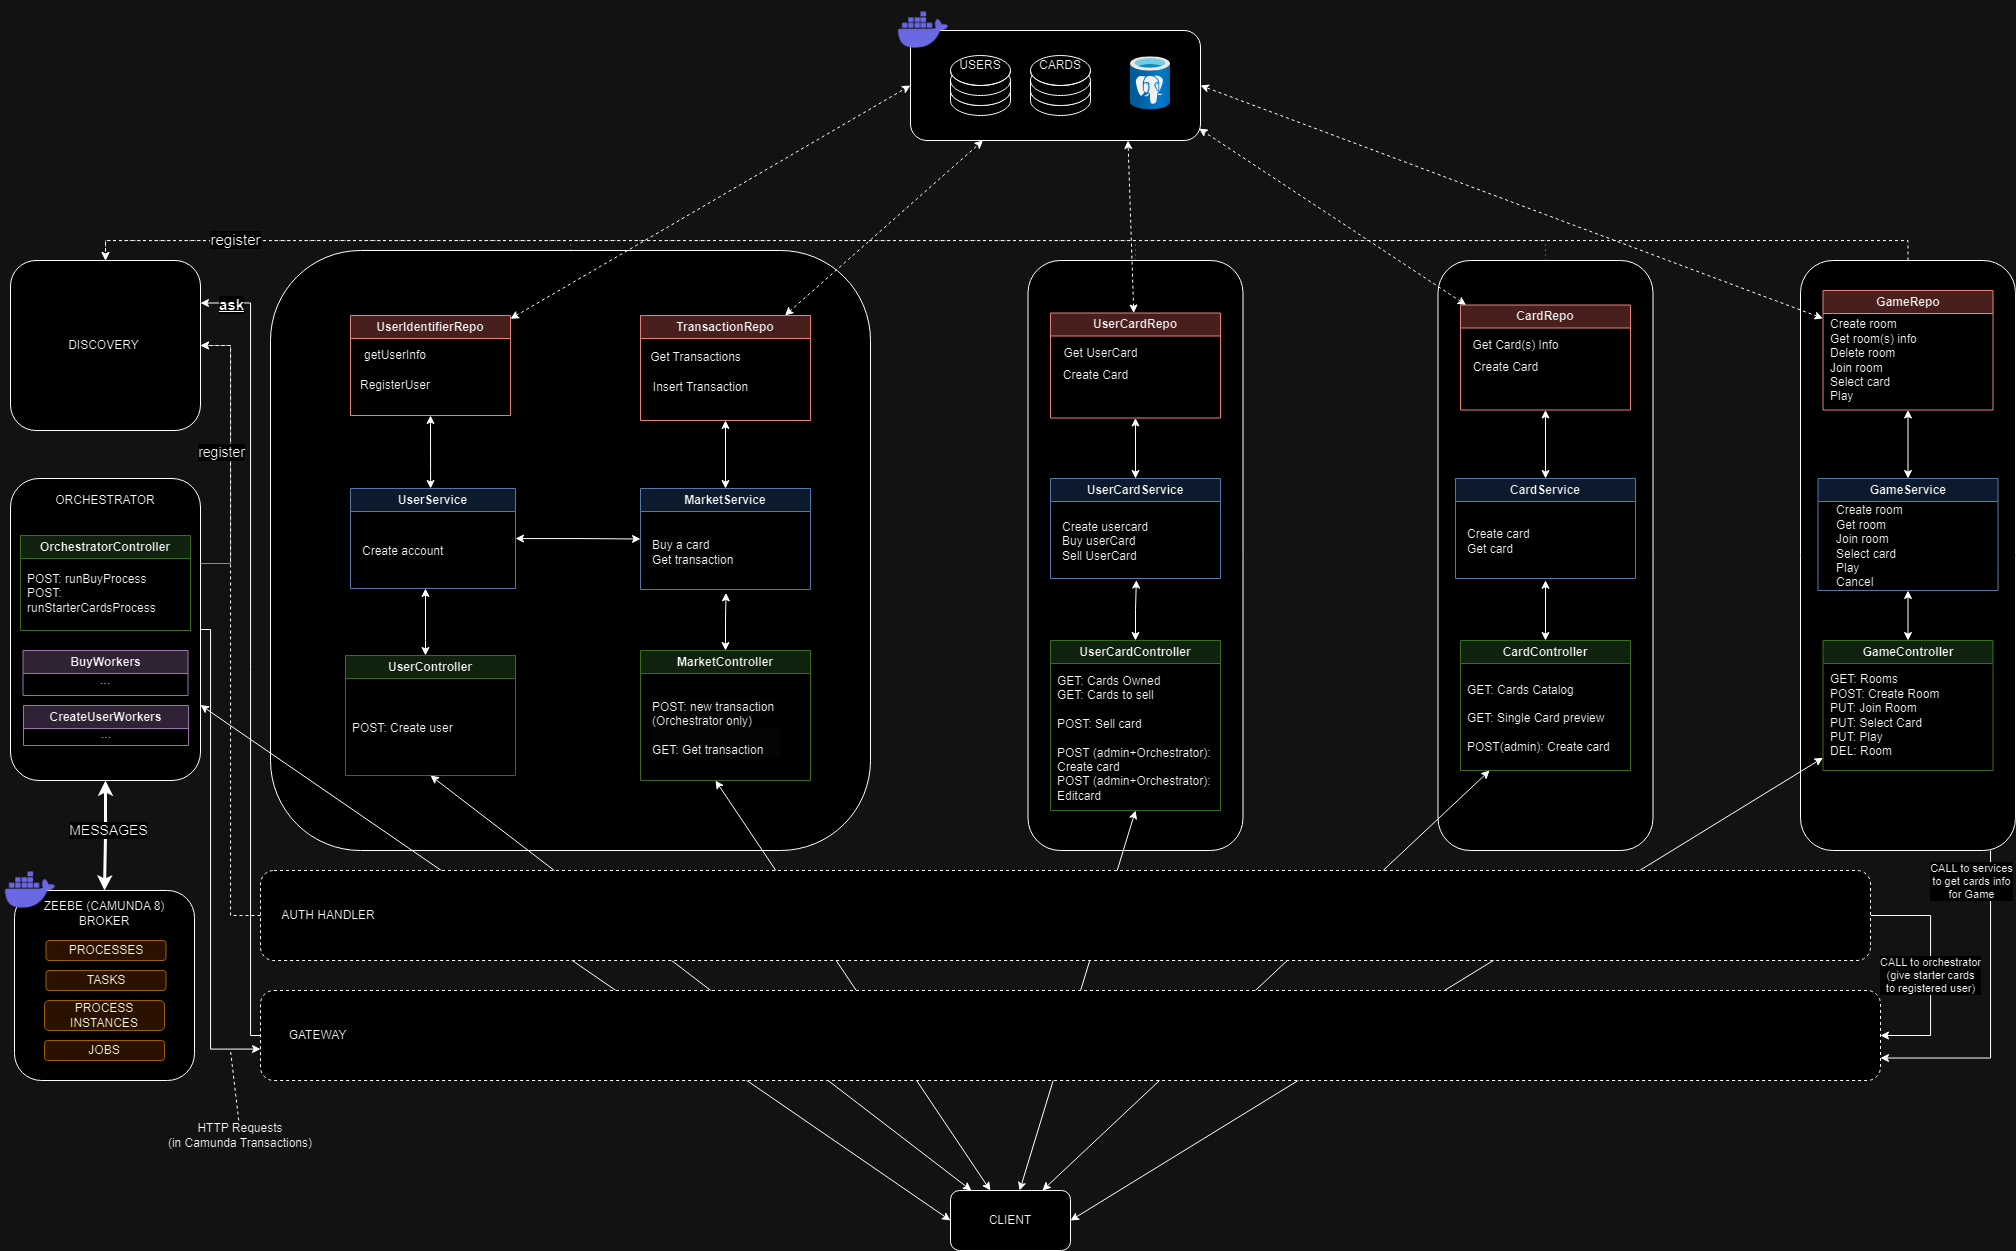 USERS
CARDS
register
ask
DISCOVERY
register
ORCHESTRATOR
OrchestratorController
POST: runBuyProcess
POST:
runStarterCardsProcess
BuyWorkers
...
CreateUserWorkers
...
MESSAGES
ZEEBE (CAMUNDA 8)
BROKER
PROCESSES
TASKS
PROCESS
INSTANCES
JOBS
HTTP Requests
(in Camunda Transactions)
UserIdentifierRepo
getUserInfo
RegisterUser
TransactionRepo
Get Transactions
Insert Transaction
UserService
Create account
MarketService
Buy a card
Get transaction
UserController
POST: Create user
MarketController
POST: new transaction
(Orchestrator only)
GET: Get transaction
UserCardRepo
Get UserCard
Create Card
UserCardService
Create usercard
Buy userCard
Sell UserCard
UserCardController
GET: Cards Owned
GET: Cards to sell
POST: Sell card
POST (admin+Orchestrator):
Create card
POST (admin+Orchestrator):
Editcard
CardRepo
Get Card(s) Info
Create Card
CardService
Create card
Get card
CardController
GET: Cards Catalog
GET: Single Card preview
POST(admin): Create card
GameRepo
Create room
Get room(s) info
Delete room
Join room
Select card
Play
GameService
Create room
Get room
Join room
Select card
Play
Cancel
GameController
GET: Rooms
POST: Create Room
PUT: Join Room
PUT: Select Card
PUT: Play
DEL: Room
CALL to services
to get cards info
for Game
AUTH HANDLER
CALL to orchestrator
(give starter cards
to registered user)
GATEWAY
CLIENT